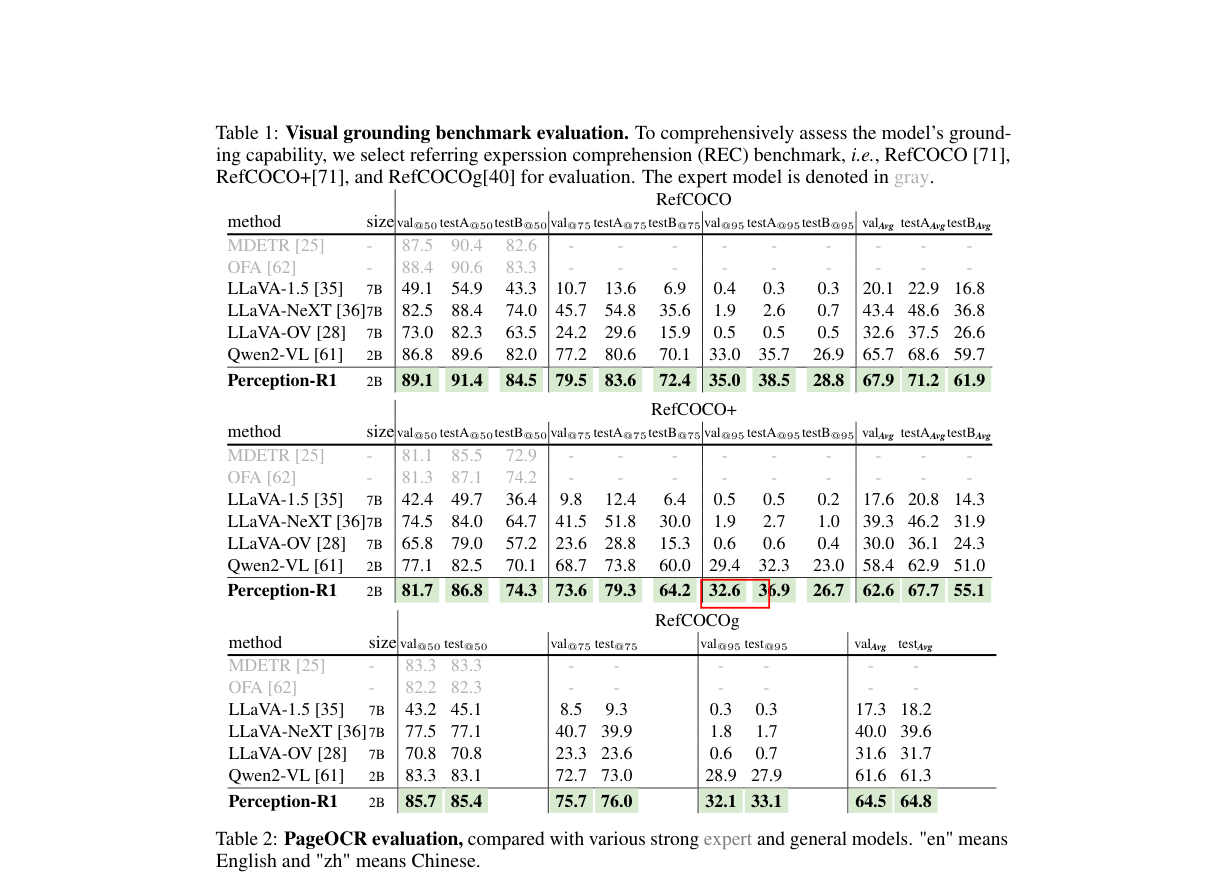 Table 1: Visual grounding benchmark evaluation. To comprehensively assess the model's ground-
ing capability, we select referring experssion comprehension (REC) benchmark, i.e., RefCOCO [71],
RefCOCO+[71], and RefCOCOg[40] for evaluation. The expert model is denoted in gray.
RefCOCO
method size val@50 testA@50 testB@50 val@75 testA@75 testB@75 val@95 testA@95 testB@95 valAvg testAAvg testBAvg
MDETR [25] - 87.5 90.4 82.6 - - - - - - - - -
OFA [62] - 88.4 90.6 83.3 - - - - - - - - -
LLaVA-1.5 [35] 7B 49.1 54.9 43.3 10.7 13.6 6.9 0.4 0.3 0.3 20.1 22.9 16.8
LLaVA-NeXT [36] 7B 82.5 88.4 74.0 45.7 54.8 35.6 1.9 2.6 0.7 43.4 48.6 36.8
LLaVA-OV [28] 7B 73.0 82.3 63.5 24.2 29.6 15.9 0.5 0.5 0.5 32.6 37.5 26.6
Qwen2-VL [61] 2B 86.8 89.6 82.0 77.2 80.6 70.1 33.0 35.7 26.9 65.7 68.6 59.7
Perception-R1 2B 89.1 91.4 84.5 79.5 83.6 72.4 35.0 38.5 28.8 67.9 71.2 61.9
RefCOCO+
method size val@50 testA@50 testB@50 val@75 testA@75 testB@75 val@95 testA@95 testB@95 valAvg testAAvg testBAvg
MDETR [25] - 81.1 85.5 72.9 - - - - - - - - -
OFA [62] - 81.3 87.1 74.2 - - - - - - - - -
LLaVA-1.5 [35] 7B 42.4 49.7 36.4 9.8 12.4 6.4 0.5 0.5 0.2 17.6 20.8 14.3
LLaVA-NeXT [36] 7B 74.5 84.0 64.7 41.5 51.8 30.0 1.9 2.7 1.0 39.3 46.2 31.9
LLaVA-OV [28] 7B 65.8 79.0 57.2 23.6 28.8 15.3 0.6 0.6 0.4 30.0 36.1 24.3
Qwen2-VL [61] 2B 77.1 82.5 70.1 68.7 73.8 60.0 29.4 32.3 23.0 58.4 62.9 51.0
Perception-R1 2B 81.7 86.8 74.3 73.6 79.3 64.2 32.6 36.9 26.7 62.6 67.7 55.1
RefCOCOg
method size val@50 test@50 val@75 test@75 val@95 test@95 valAvg testAvg
MDETR [25] - 83.3 83.3 - - - - - -
OFA [62] - 82.2 82.3 - - - - - -
LLaVA-1.5 [35] 7B 43.2 45.1 8.5 9.3 0.3 0.3 17.3 18.2
LLaVA-NeXT [36] 7B 77.5 77.1 40.7 39.9 1.8 1.7 40.0 39.6
LLaVA-OV [28] 7B 70.8 70.8 23.3 23.6 0.6 0.7 31.6 31.7
Qwen2-VL [61] 2B 83.3 83.1 72.7 73.0 28.9 27.9 61.6 61.3
Perception-R1 2B 85.7 85.4 75.7 76.0 32.1 33.1 64.5 64.8
Table 2: PageOCR evaluation, compared with various strong expert and general models. "en" means
English and "zh" means Chinese.